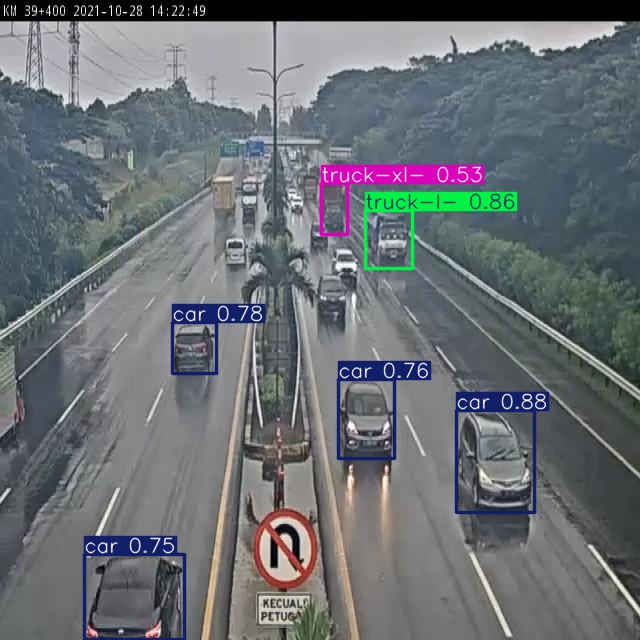 KM 39+400 2021-10-28 14:22:49
truck-xl- 0.53
truck-l- 0.86
car 0.78
car 0.76
car 0.88
car 0.75
KECUALI
PETUGAS